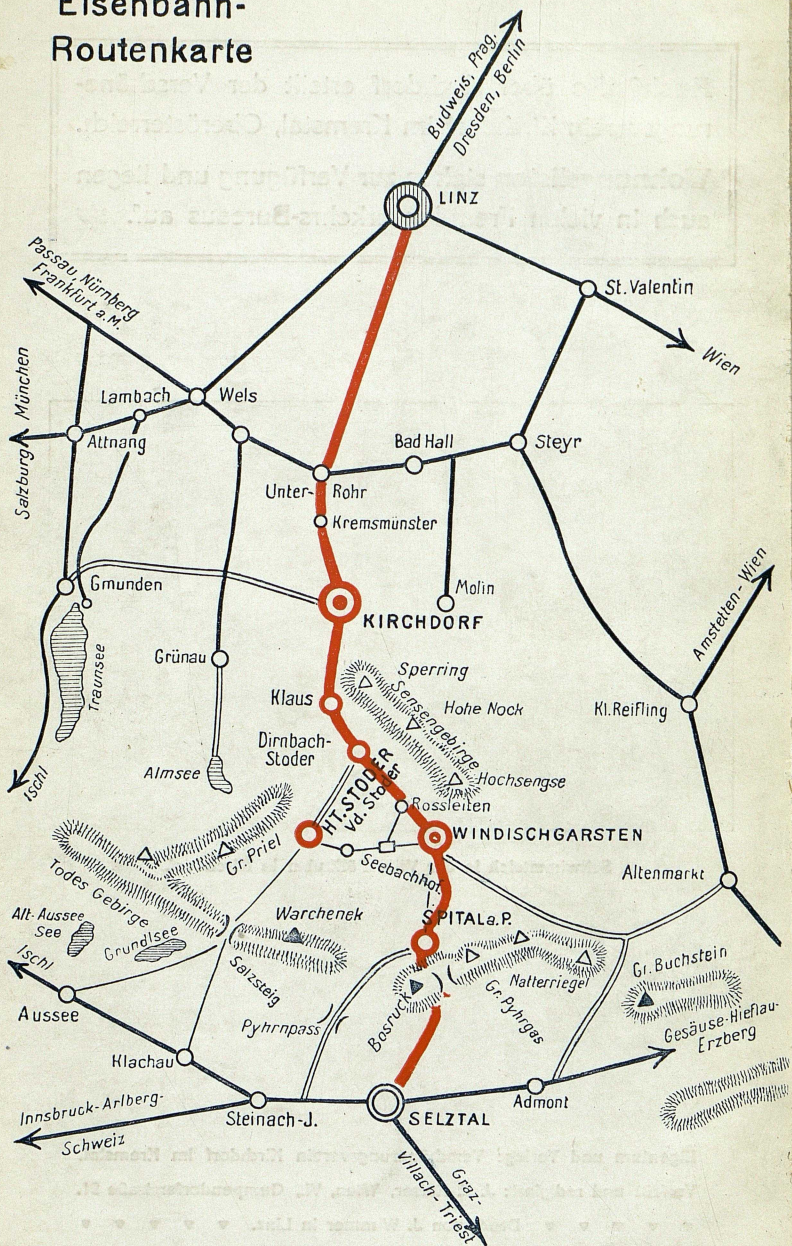 Eisenbahn-
Routenkarte
Budweis, Prag.
Dresden, Berlin
LINZ
Passau, Nürnberg
Frankfurt a.M.
St. Valentin
Wien
München
Salzburg
Lambach
Wels
Attnang
Bad Hall
Steyr
Unter-Rohr
Kremsmünster
Gmunden
Molln
KIRCHDORF
Amstetten-Wien
Traunsee
Grünau
Sperring
Sensengebirge
Hohe Nock
Klaus
Kl. Reifling
Dirnbach-
Stoder
Ischl
Almsee
Hochsengse
HT. STODER
Vd. Stoder
Rossleiten
WINDISCHGARSTEN
Gr. Priel
Seebachhof.
Altenmarkt
Todes Gebirge
Alt-Aussee
See
Grundlsee
Warchenek
SPITAL a. P.
Ischl
Salzsteig
Natterriegel
Gr. Buchstein
Aussee
Pyhrnpass
Bosruck
Gr. Pyhrgas
Gesäuse-Hieflau-
Erzberg
Klachau
Innsbruck-Arlberg-
Schweiz
Steinach-J.
SELZTAL
Admont
Graz-
Villach-Triest